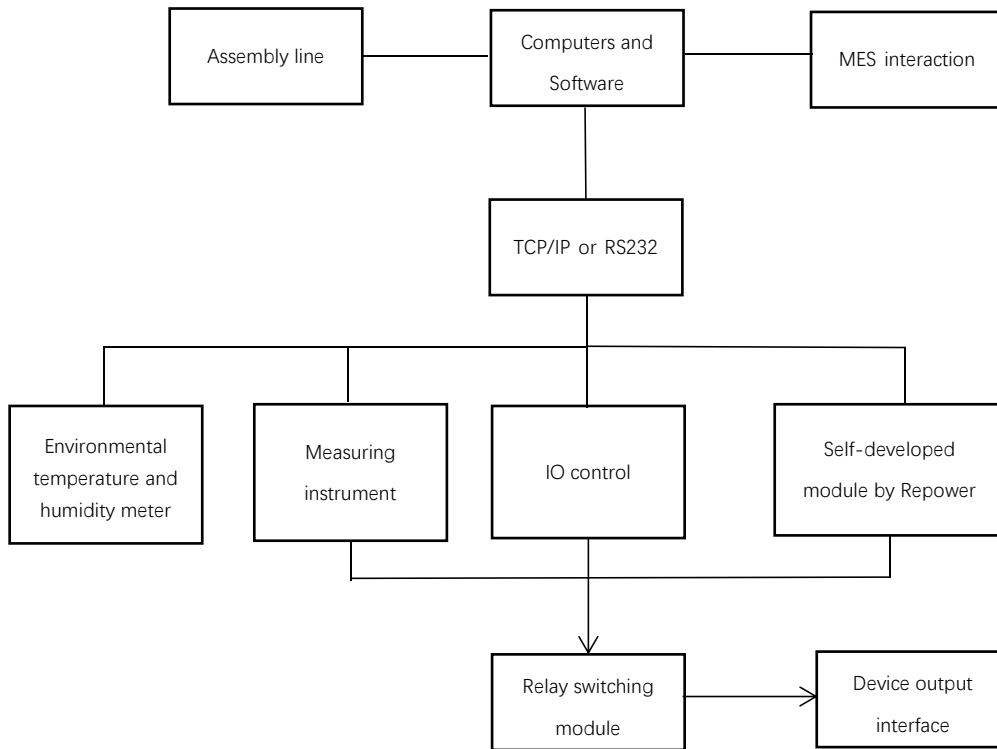 Assembly line
Computers and
Software
MES interaction
TCP/IP or RS232
Environmental
temperature and
humidity meter
Measuring
instrument
IO control
Self-developed
module by Repower
Relay switching
module
Device output
interface